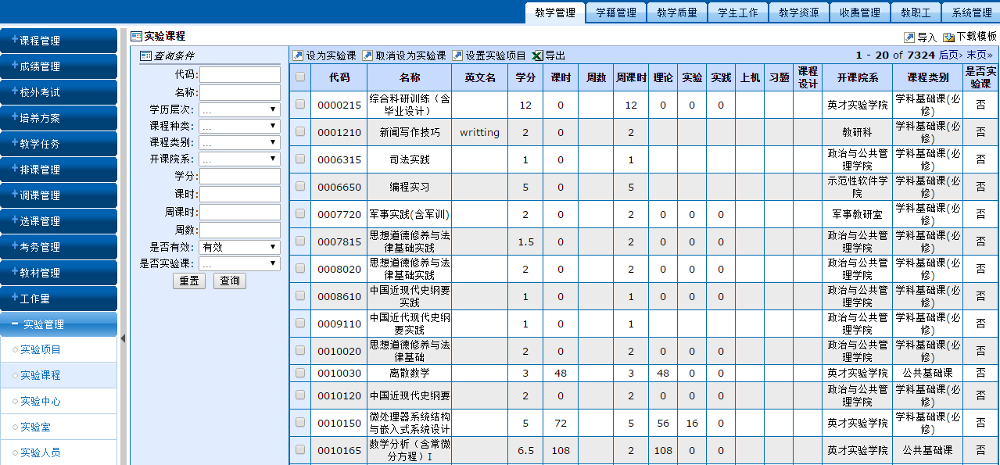 教学管理 学籍管理 教学质量 学生工作 教学资源 收费管理 教职工 系统管理
课程管理
成绩管理
校外考试
培养方案
教学任务
排课管理
调课管理
选课管理
考务管理
教材管理
工作量
实验管理
实验项目
实验课程
实验中心
实验室
实验人员
实验课程
导入 下载模板
查询条件
代码:
名称:
学历层次: ...
课程种类: ...
课程类别: ...
开课院系: ...
学分:
课时:
周课时:
周数:
是否有效: 有效
是否实验课: ...
重置 查询
设为实验课 取消设为实验课 设置实验项目 导出
1 - 20 of 7324 后页› 末页»
代码 名称 英文名 学分 课时 周数 周课时 理论 实验 实践 上机 习题 课程设计 开课院系 课程类别 是否实验课
0000215 综合科研训练（含毕业设计） 12 0 12 0 0 0 英才实验学院 学科基础课(必修) 否
0001210 新闻写作技巧 writting 2 0 2 教研科 学科基础课(必修) 否
0006315 司法实践 1 0 1 政治与公共管理学院 学科基础课(必修) 否
0006650 编程实习 5 0 5 示范性软件学院 学科基础课(必修) 否
0007720 军事实践(含军训) 2 0 2 0 0 0 军事教研室 学科基础课(必修) 否
0007815 思想道德修养与法律基础实践 1.5 0 2 0 0 0 政治与公共管理学院 学科基础课(必修) 否
0008020 思想道德修养与法律基础实践 2 0 2 0 0 0 政治与公共管理学院 学科基础课(必修) 否
0008610 中国近现代史纲要实践 1 0 1 0 0 0 政治与公共管理学院 学科基础课(必修) 否
0009110 中国近代现代史纲要实践 1 0 1 政治与公共管理学院 学科基础课(必修) 否
0010020 思想道德修养与法律基础 2 0 2 0 0 0 政治与公共管理学院 学科基础课(必修) 否
0010030 离散数学 3 48 3 48 0 0 英才实验学院 公共基础课 否
0010120 中国近现代史纲要 2 0 2 0 0 0 政治与公共管理学院 学科基础课(必修) 否
0010150 微处理器系统结构与嵌入式系统设计 5 72 5 56 16 0 英才实验学院 学科基础课(必修) 否
0010165 数学分析（含常微分方程）I 6.5 108 2 108 0 0 英才实验学院 公共基础课 否